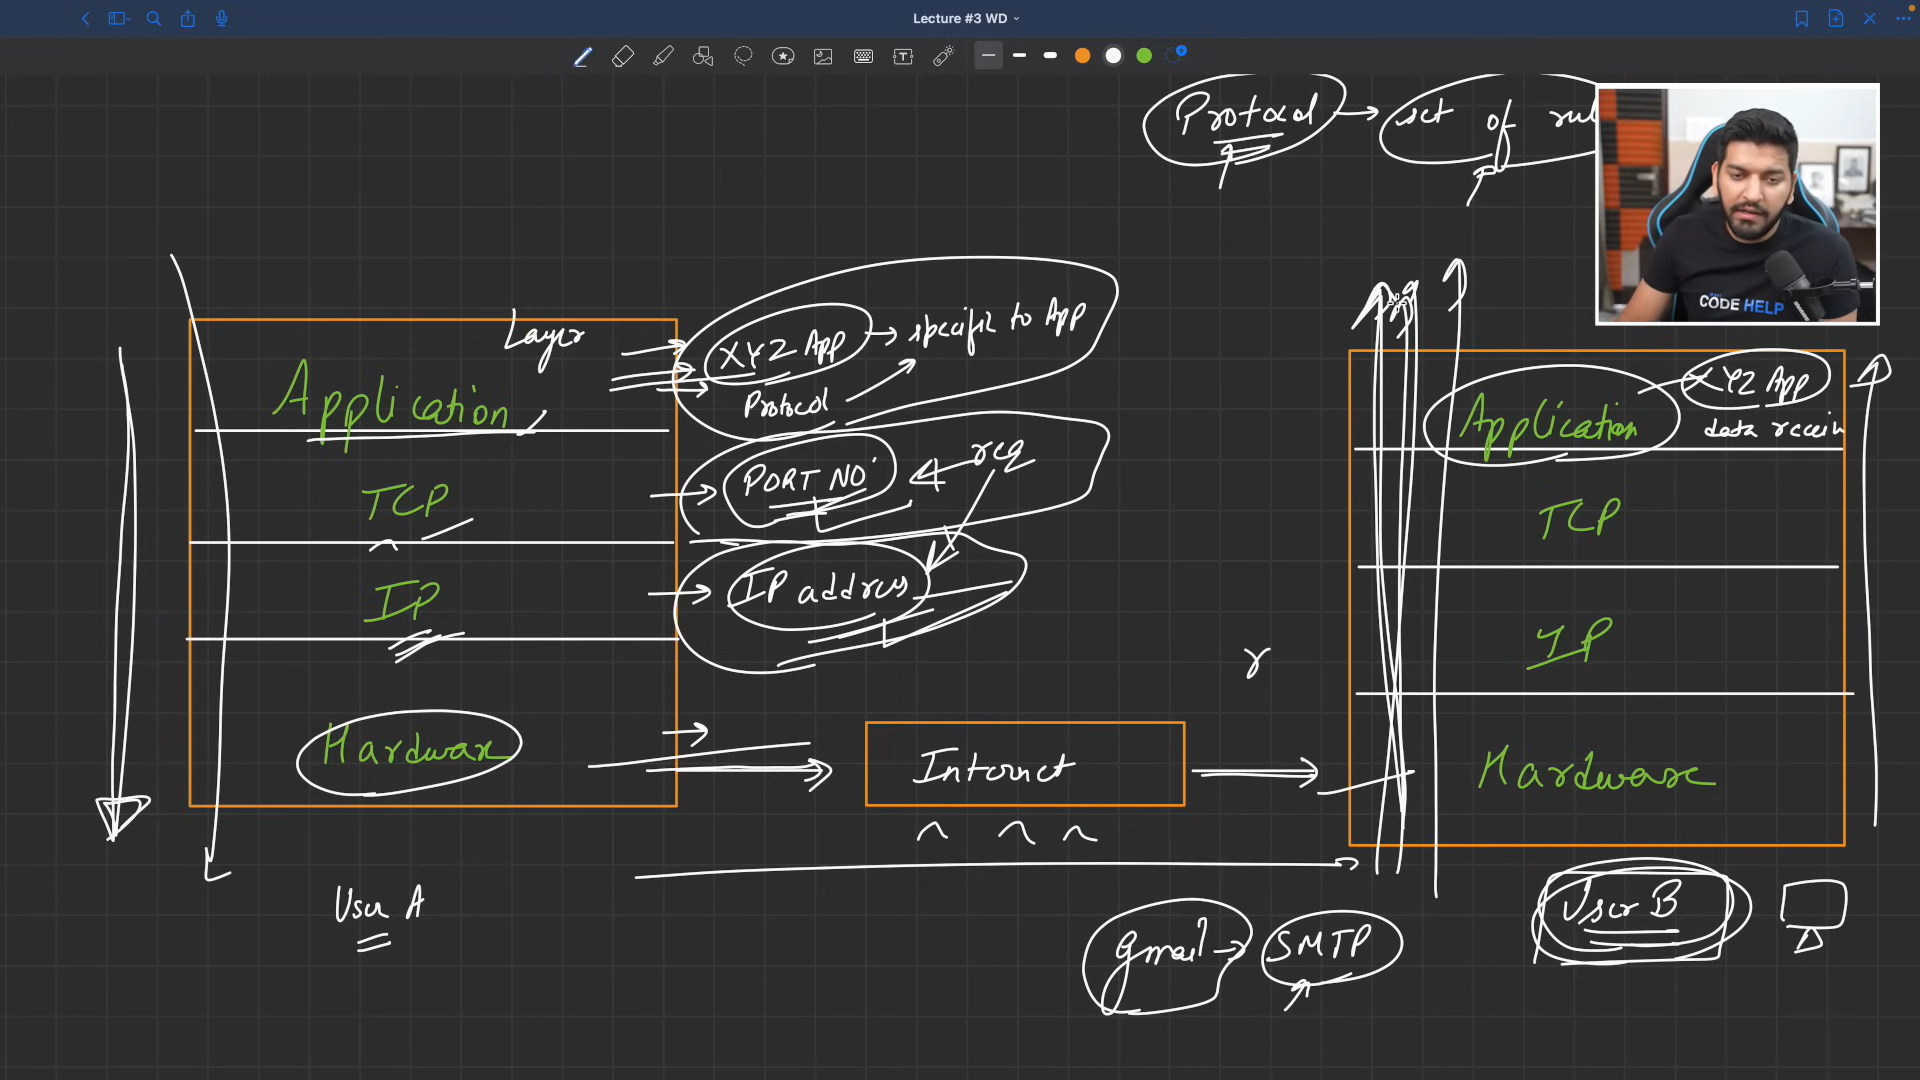 Lecture #3 WD
Protocol → set of rul
CODE HELP
Layer
Application
XYZ App → specific to App
Protocol
TCP
PORT NO.
req
IP
IP address
Hardware
Internet
r
Application
XYZ App
data receiv
TCP
IP
Hardware
User A
User B
gmail → SMTP